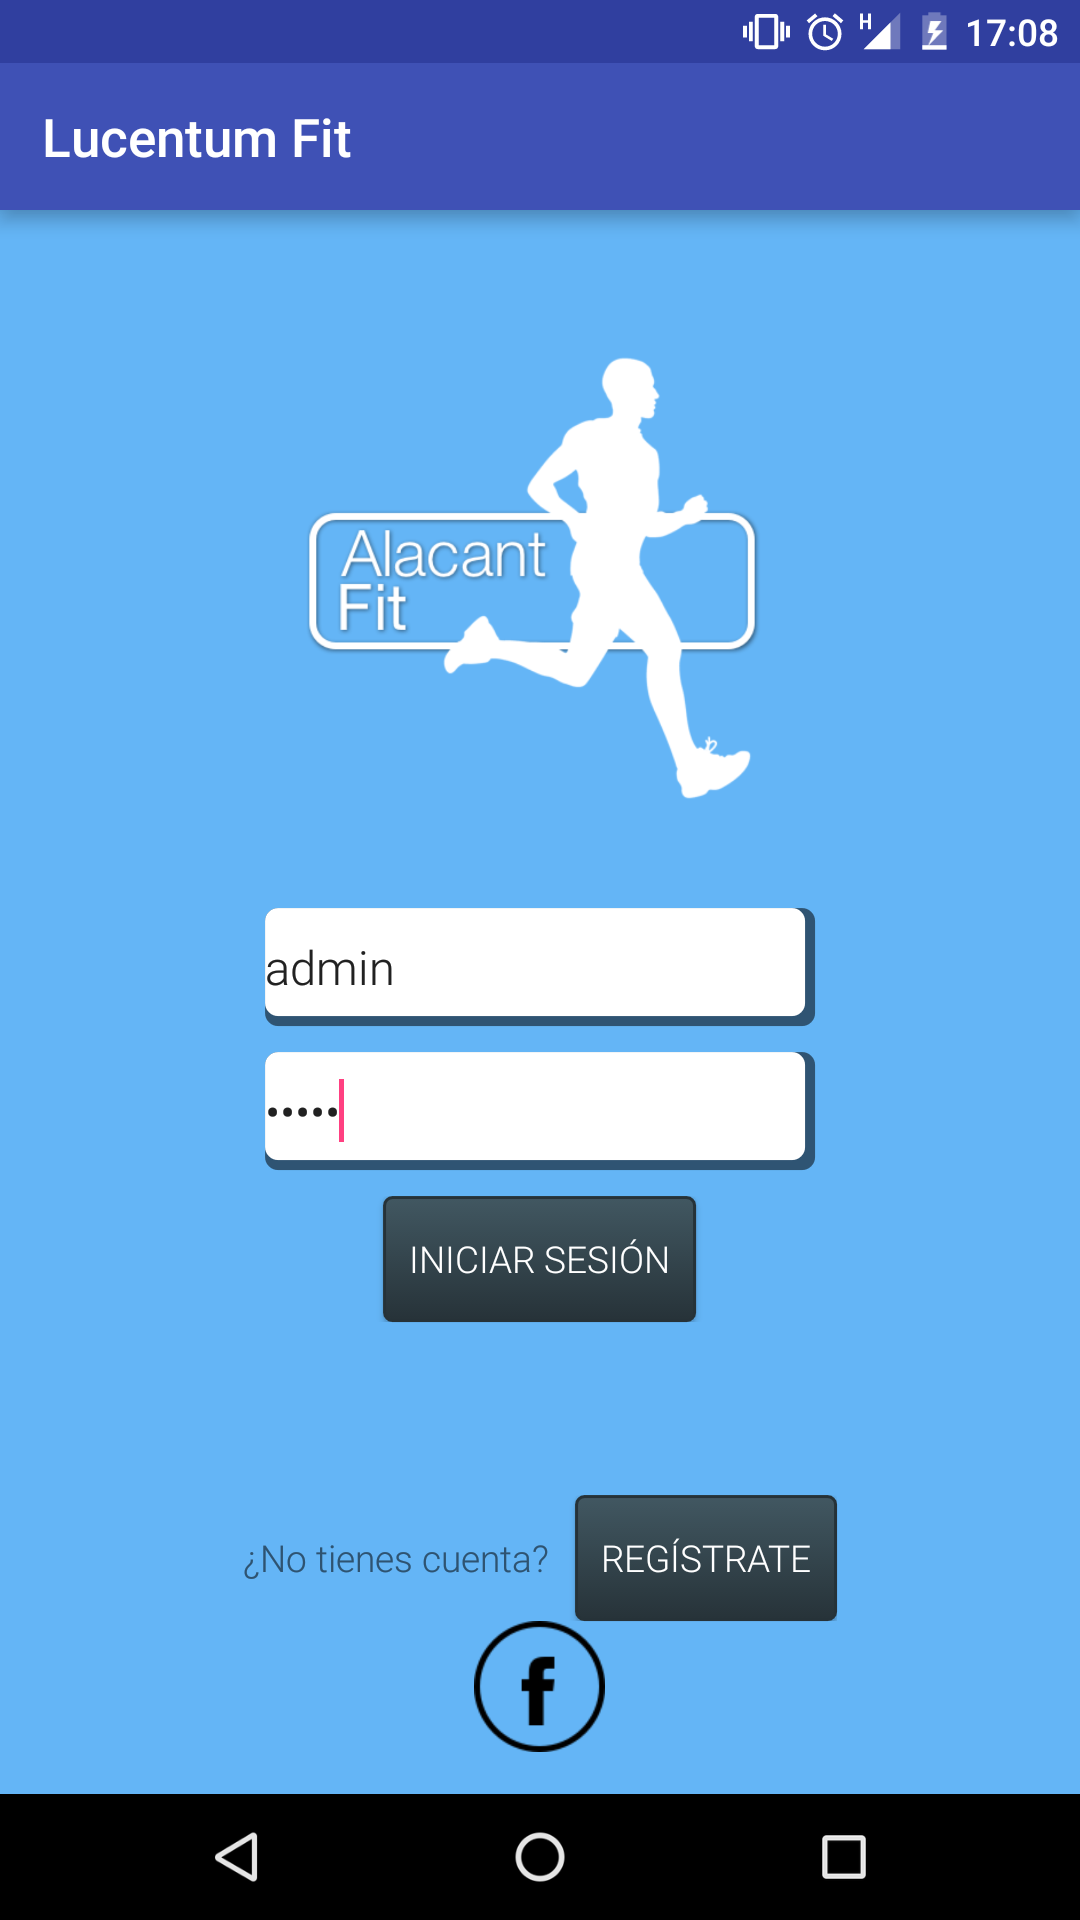 H 17:08
Lucentum Fit
Alacant
Fit
admin
•••••
INICIAR SESIÓN
¿No tienes cuenta? REGÍSTRATE
f